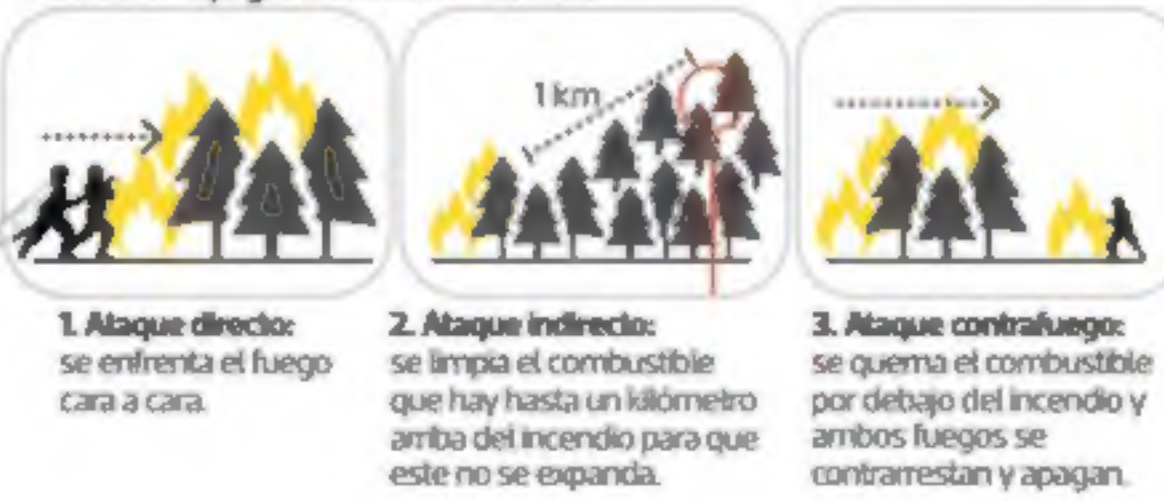 1 km
1. Ataque directo:
se enfrenta el fuego
cara a cara.
2. Ataque indirecto:
se limpia el combustible
que hay hasta un kilómetro
arriba del incendio para que
este no se expanda.
3. Ataque contrafuego:
se quema el combustible
por debajo del incendio y
ambos fuegos se
contrarrestan y apagan.